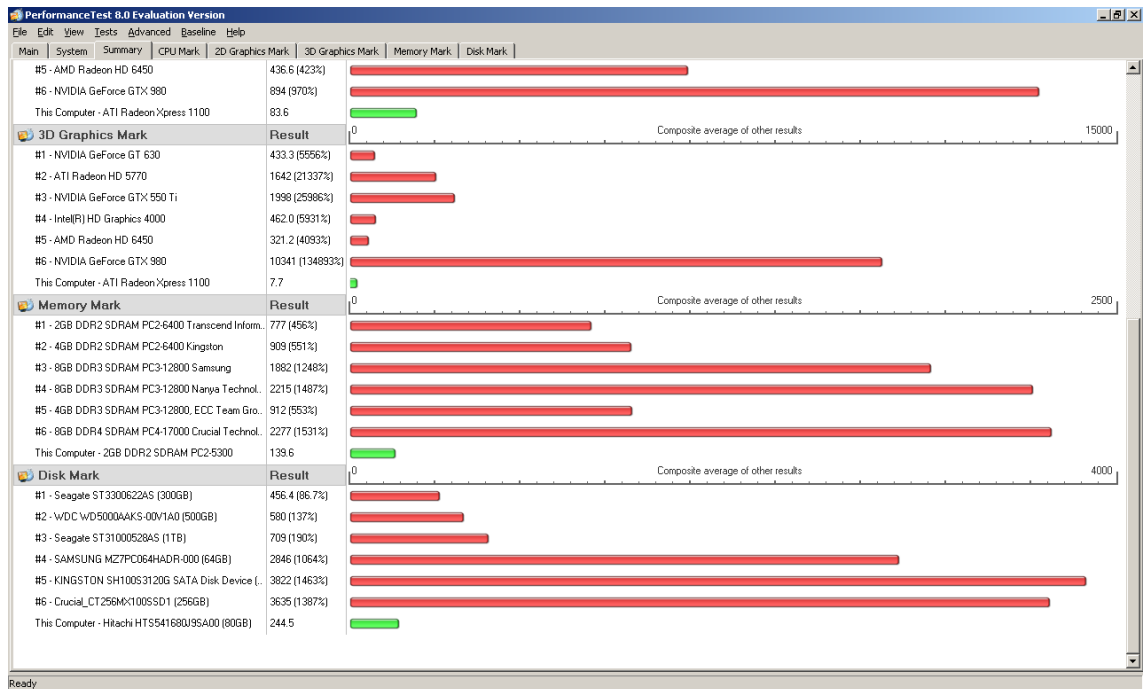 PerformanceTest 8.0 Evaluation Version
File Edit View Tests Advanced Baseline Help
Main System Summary CPU Mark 2D Graphics Mark 3D Graphics Mark Memory Mark Disk Mark
#5 - AMD Radeon HD 6450 436.6 (423%)
#6 - NVIDIA GeForce GTX 980 894 (970%)
This Computer - ATI Radeon Xpress 1100 83.6
3D Graphics Mark Result 0 Composite average of other results 15000
#1 - NVIDIA GeForce GT 630 433.3 (5556%)
#2 - ATI Radeon HD 5770 1642 (21337%)
#3 - NVIDIA GeForce GTX 550 Ti 1998 (25986%)
#4 - Intel(R) HD Graphics 4000 462.0 (5931%)
#5 - AMD Radeon HD 6450 321.2 (4093%)
#6 - NVIDIA GeForce GTX 980 10341 (134893%)
This Computer - ATI Radeon Xpress 1100 7.7
Memory Mark Result 0 Composite average of other results 2500
#1 - 2GB DDR2 SDRAM PC2-6400 Transcend Inform.. 777 (456%)
#2 - 4GB DDR2 SDRAM PC2-6400 Kingston 909 (551%)
#3 - 8GB DDR3 SDRAM PC3-12800 Samsung 1882 (1248%)
#4 - 8GB DDR3 SDRAM PC3-12800 Nanya Technol.. 2215 (1487%)
#5 - 4GB DDR3 SDRAM PC3-12800, ECC Team Gro.. 912 (553%)
#6 - 8GB DDR4 SDRAM PC4-17000 Crucial Technol.. 2277 (1531%)
This Computer - 2GB DDR2 SDRAM PC2-5300 139.6
Disk Mark Result 0 Composite average of other results 4000
#1 - Seagate ST3300622AS (300GB) 456.4 (86.7%)
#2 - WDC WD5000AAKS-00V1A0 (500GB) 580 (137%)
#3 - Seagate ST31000528AS (1TB) 709 (190%)
#4 - SAMSUNG MZ7PC064HADR-000 (64GB) 2846 (1064%)
#5 - KINGSTON SH100S3120G SATA Disk Device (.. 3822 (1463%)
#6 - Crucial_CT256MX100SSD1 (256GB) 3635 (1387%)
This Computer - Hitachi HTS541680J9SA00 (80GB) 244.5
Ready